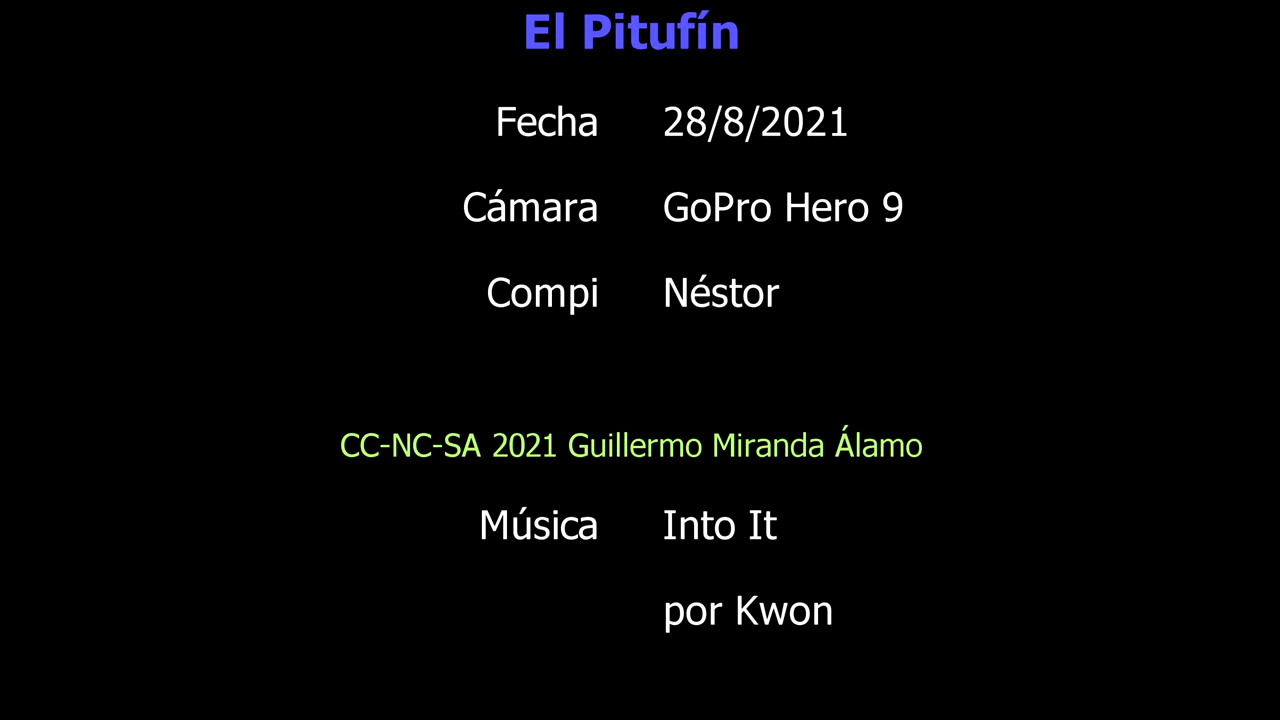 El Pitufín
Fecha 28/8/2021
Cámara GoPro Hero 9
Compi Néstor
CC-NC-SA 2021 Guillermo Miranda Álamo
Música Into It
por Kwon